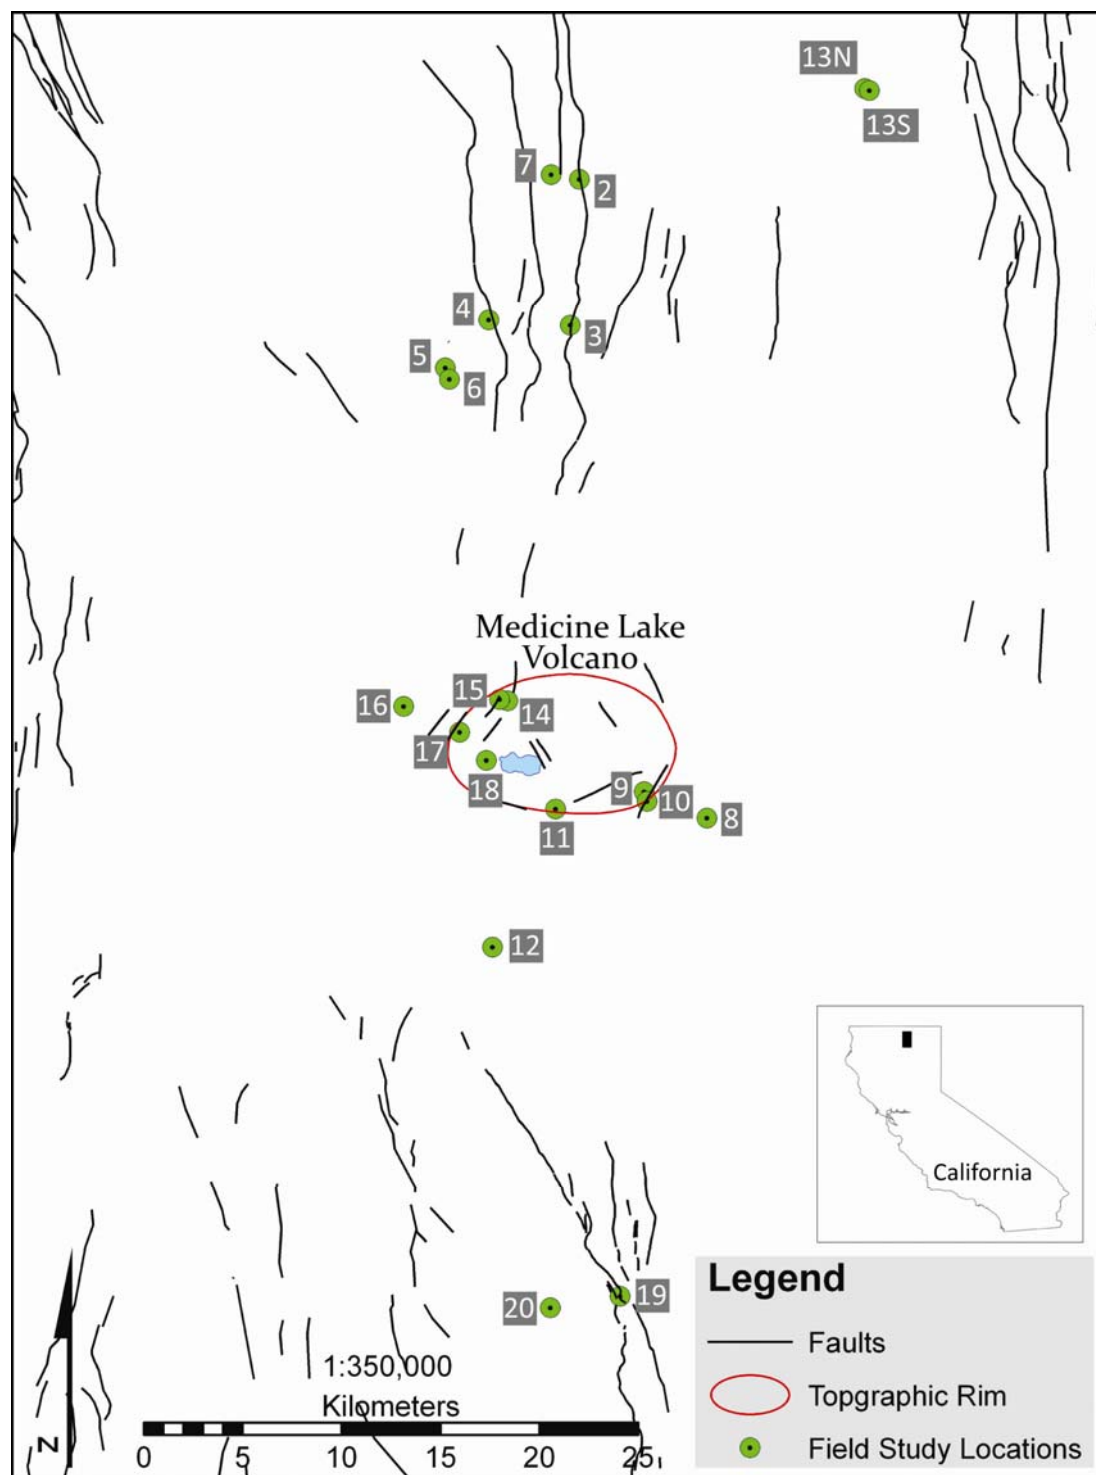 13N
13S
7
2
4
3
5
6
Medicine Lake
Volcano
15
16
14
17
18
9
10
8
11
12
California
Legend
19
20
Faults
1:350,000
Kilometers
Topgraphic Rim
N
0 5 10 15 20 25
Field Study Locations